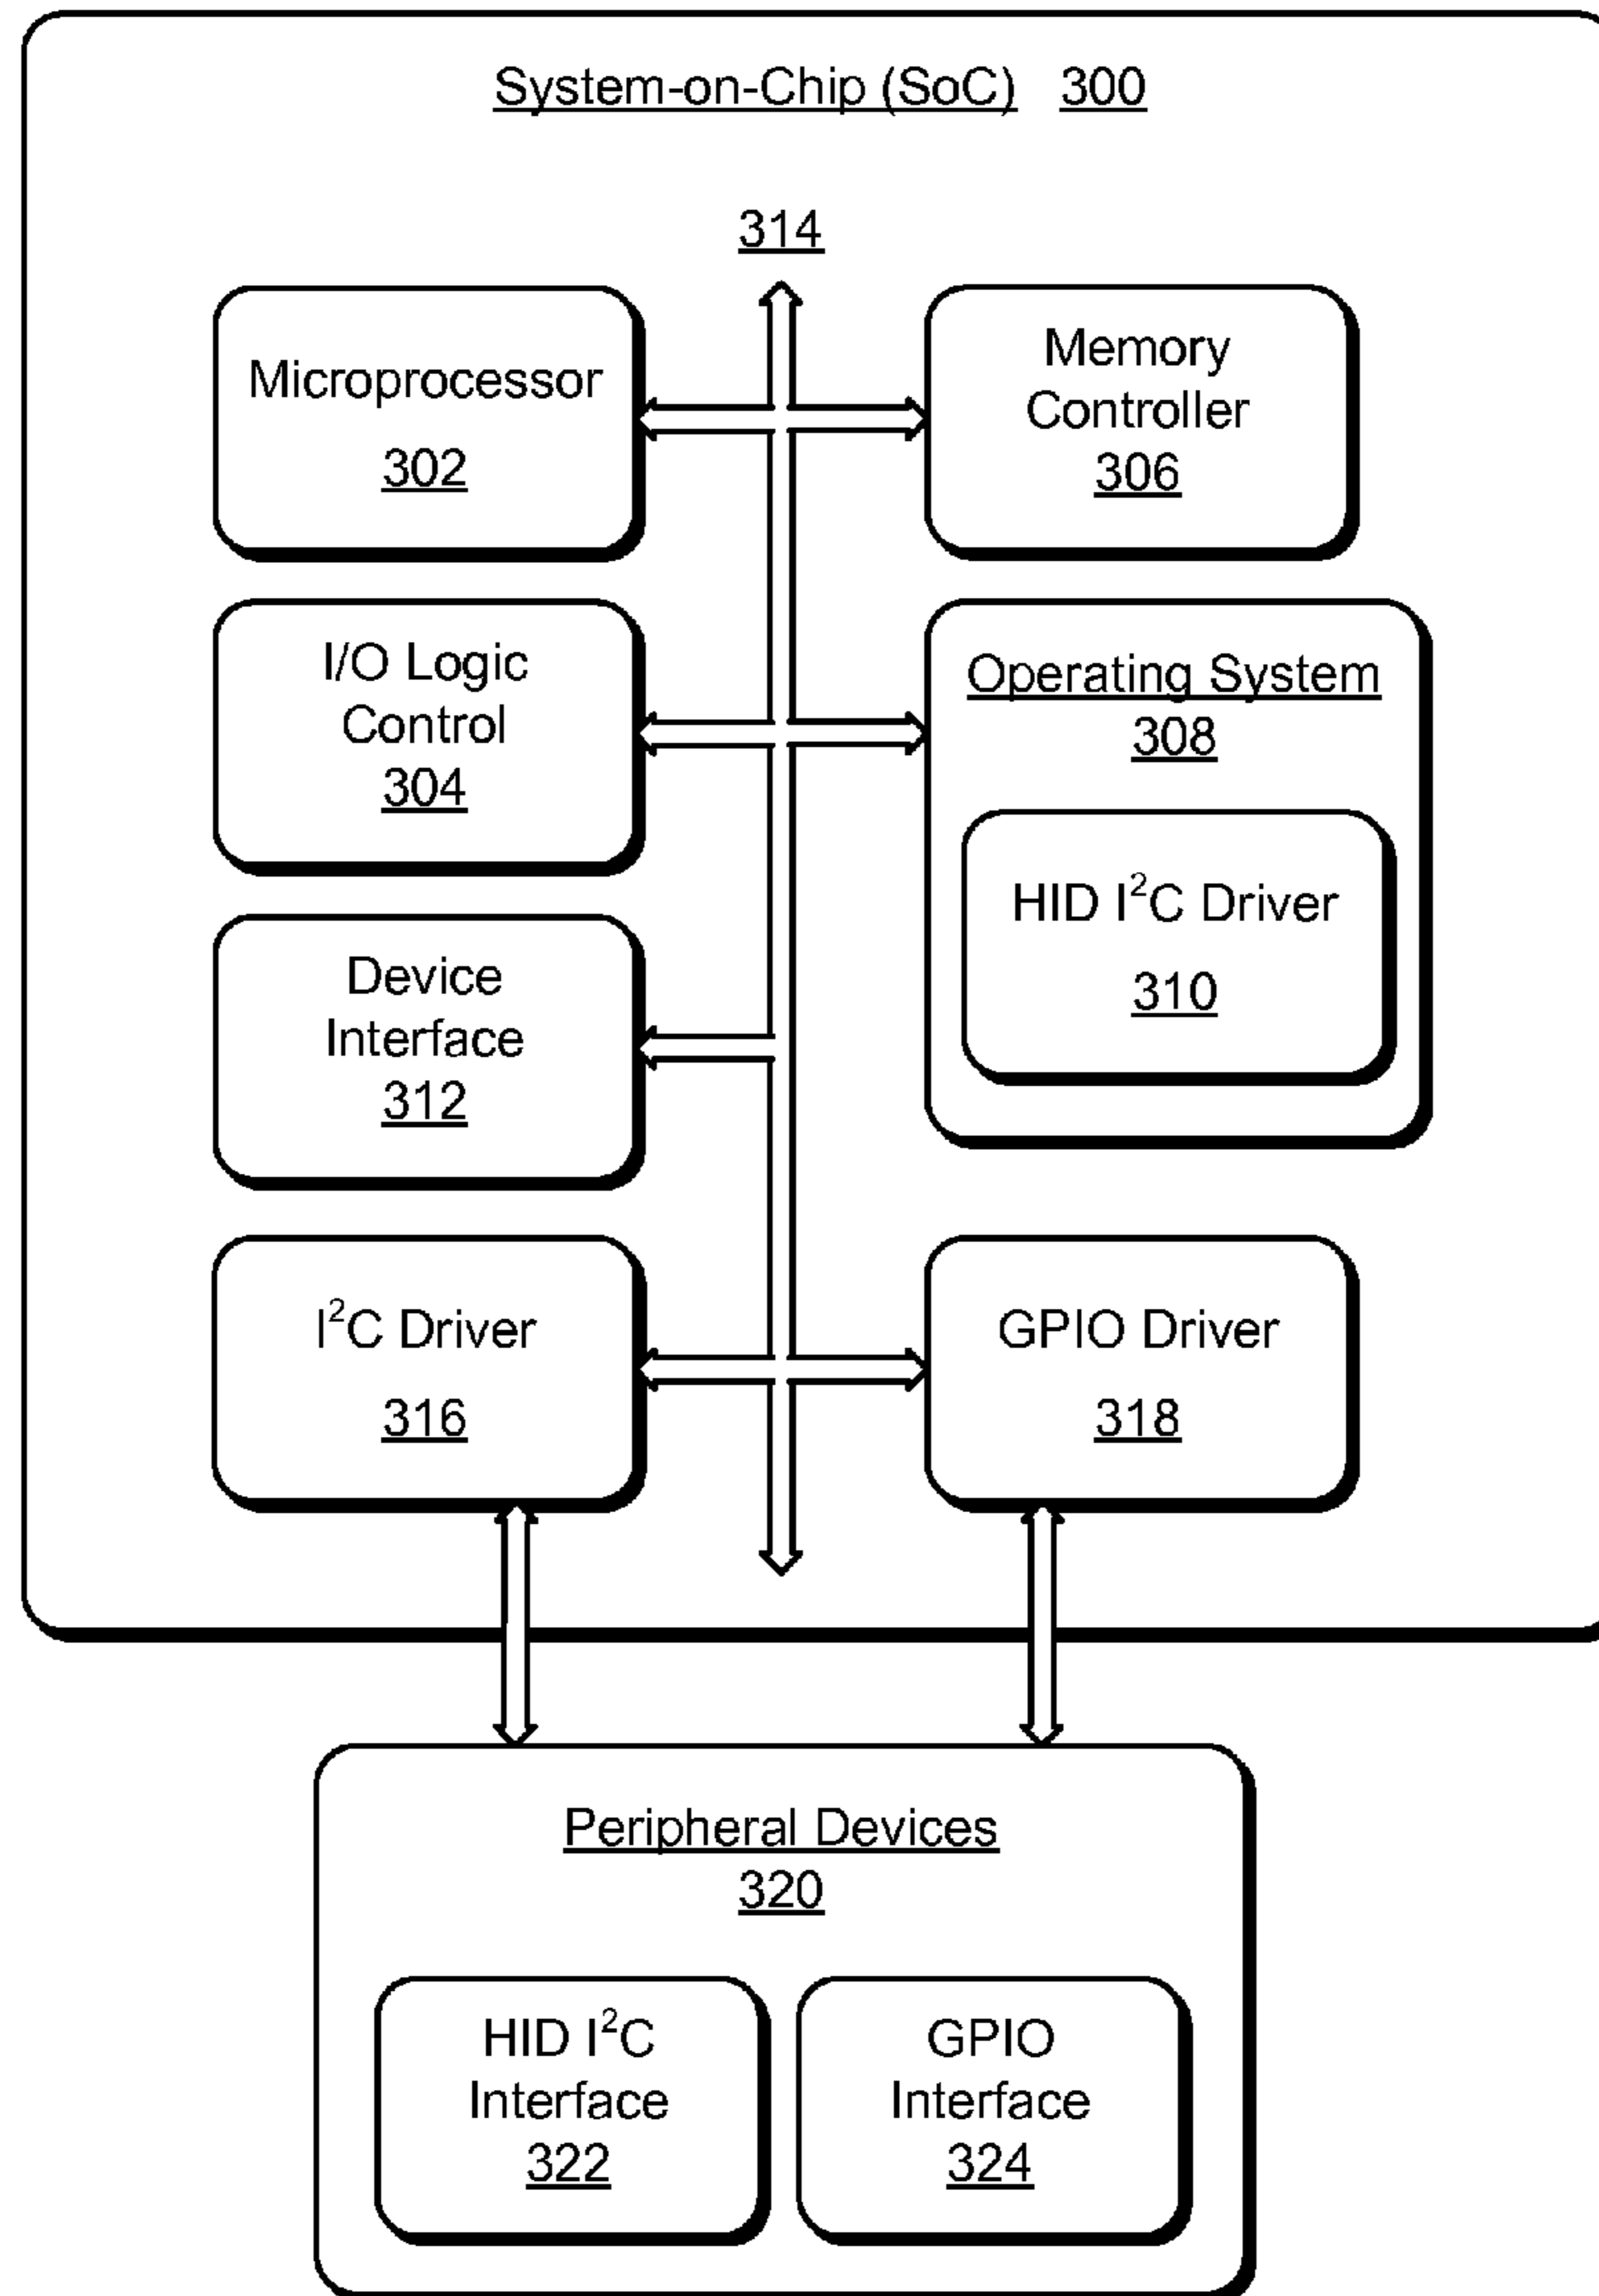 System-on-Chip (SoC) 300
314
Microprocessor
302
Memory
Controller
306
I/O Logic
Control
304
Operating System
308
HID I²C Driver
310
Device
Interface
312
I²C Driver
316
GPIO Driver
318
Peripheral Devices
320
HID I²C
Interface
322
GPIO
Interface
324